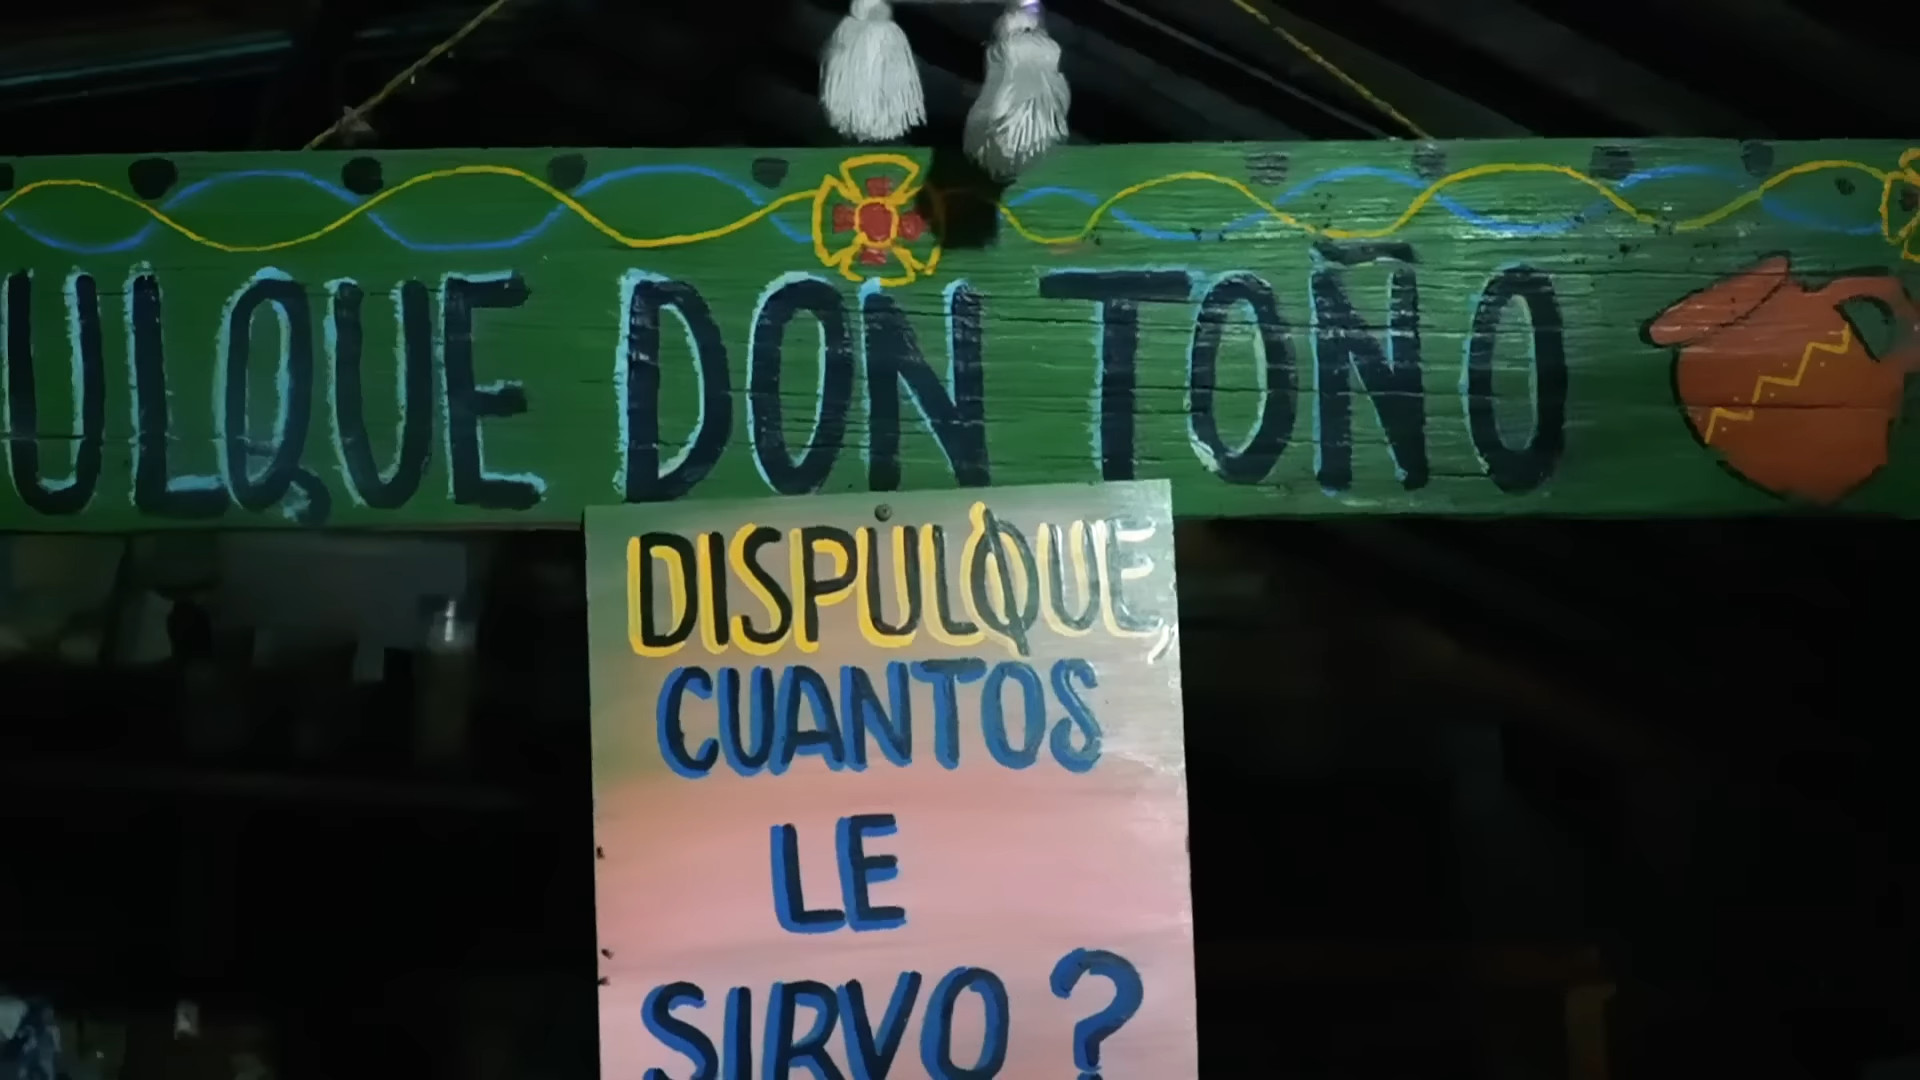 ULQUE DON TOÑO
DISPULQUE,
CUANTOS
LE
SIRVO?